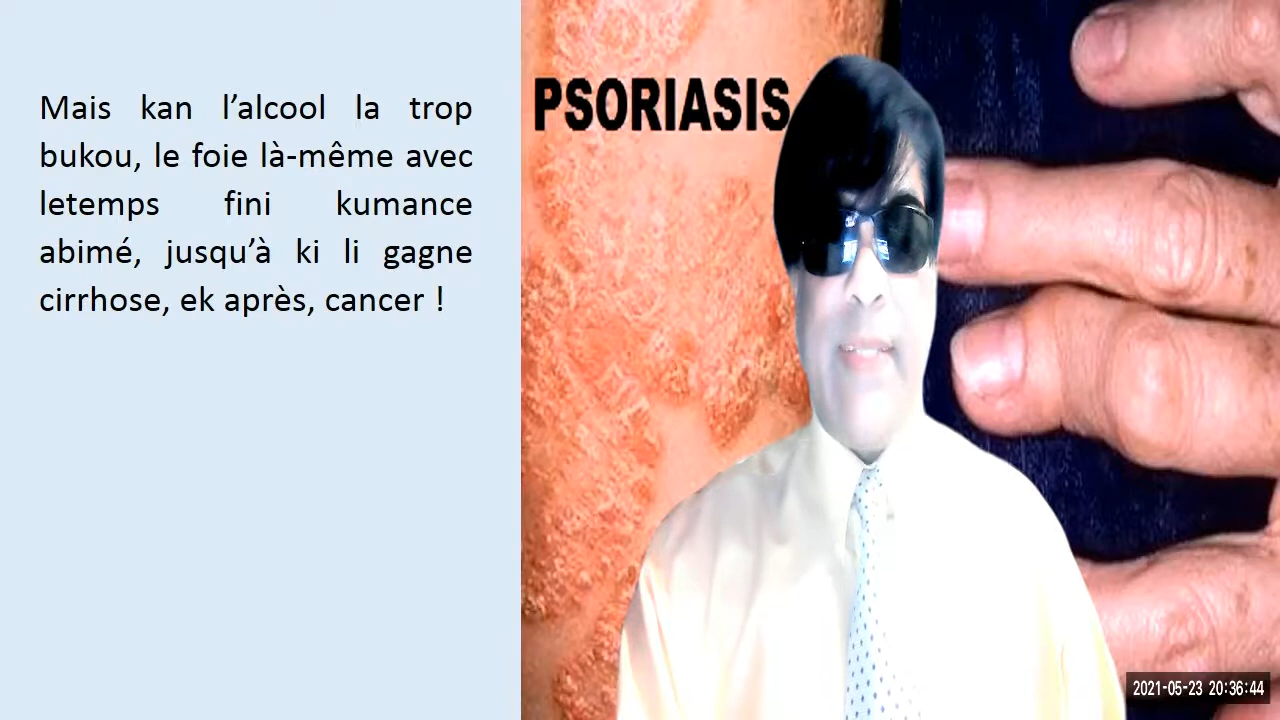 Mais kan l’alcool la trop
bukou, le foie là-même avec
letemps fini kumance
abimé, jusqu’à ki li gagne
cirrhose, ek après, cancer !
PSORIASIS
2021-05-23 20:36:44